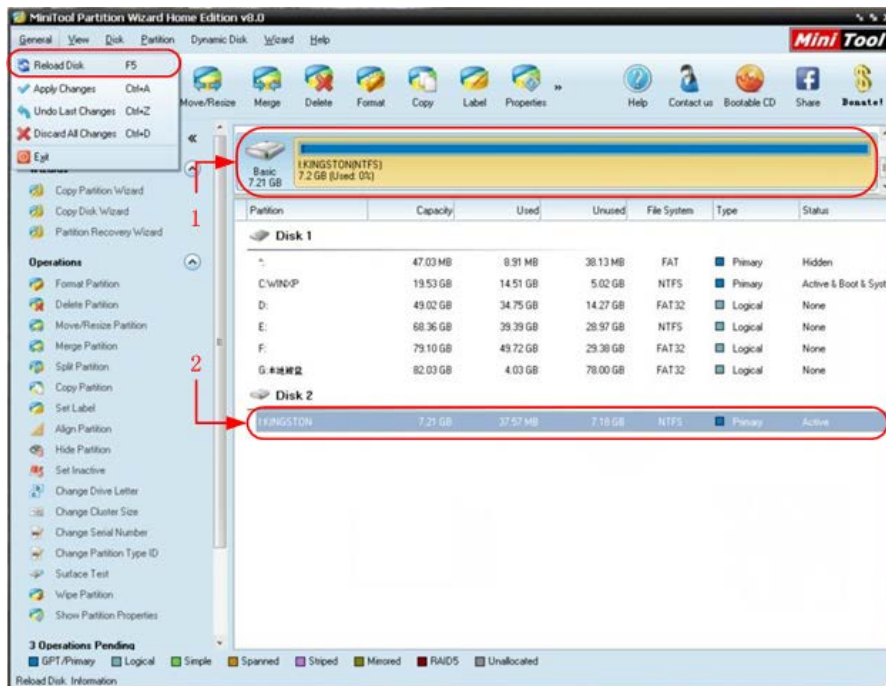 MiniTool Partition Wizard Home Edition v8.0
General View Disk Partition Dynamic Disk Wizard Help
Mini Tool
Reload Disk F5
Apply Changes Ctrl+A
Undo Last Changes Ctrl+Z
Discard All Changes Ctrl+D
Exit
Move/Resize Merge Delete Format Copy Label Properties » Help Contact us Bootable CD Share Donate!
«
Basic
7.21 GB
I:KINGSTON(NTFS)
7.2 GB (Used: 0%)
1
Copy Partition Wizard
Copy Disk Wizard
Partition Recovery Wizard
Operations
Format Partition
Delete Partition
Move/Resize Partition
Merge Partition
Split Partition
Copy Partition
Set Label
Align Partition
Hide Partition
Set Inactive
Change Drive Letter
Change Cluster Size
Change Serial Number
Change Partition Type ID
Surface Test
Wipe Partition
Show Partition Properties
3 Operations Pending
2
Partition Capacity Used Unused File System Type Status
Disk 1
*: 47.03 MB 8.91 MB 38.13 MB FAT Primary Hidden
C:WINXP 19.53 GB 14.51 GB 5.02 GB NTFS Primary Active & Boot & Syst
D: 49.02 GB 34.75 GB 14.27 GB FAT32 Logical None
E: 68.36 GB 39.39 GB 28.97 GB NTFS Logical None
F: 79.10 GB 49.72 GB 29.38 GB FAT32 Logical None
G: 82.03 GB 4.03 GB 78.00 GB FAT32 Logical None
Disk 2
I:KINGSTON 7.21 GB 37.57 MB 7.18 GB NTFS Primary Active
GPT/Primary Logical Simple Spanned Striped Mirrored RAID5 Unallocated
Reload Disk Information